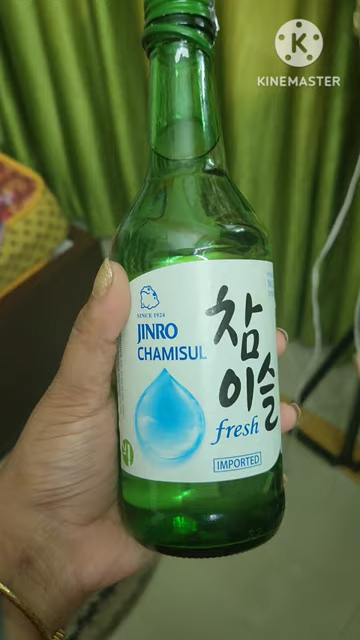 KINEMASTER
SINCE 1924
JINRO
CHAMISUL
참
이슬
fresh
IMPORTED